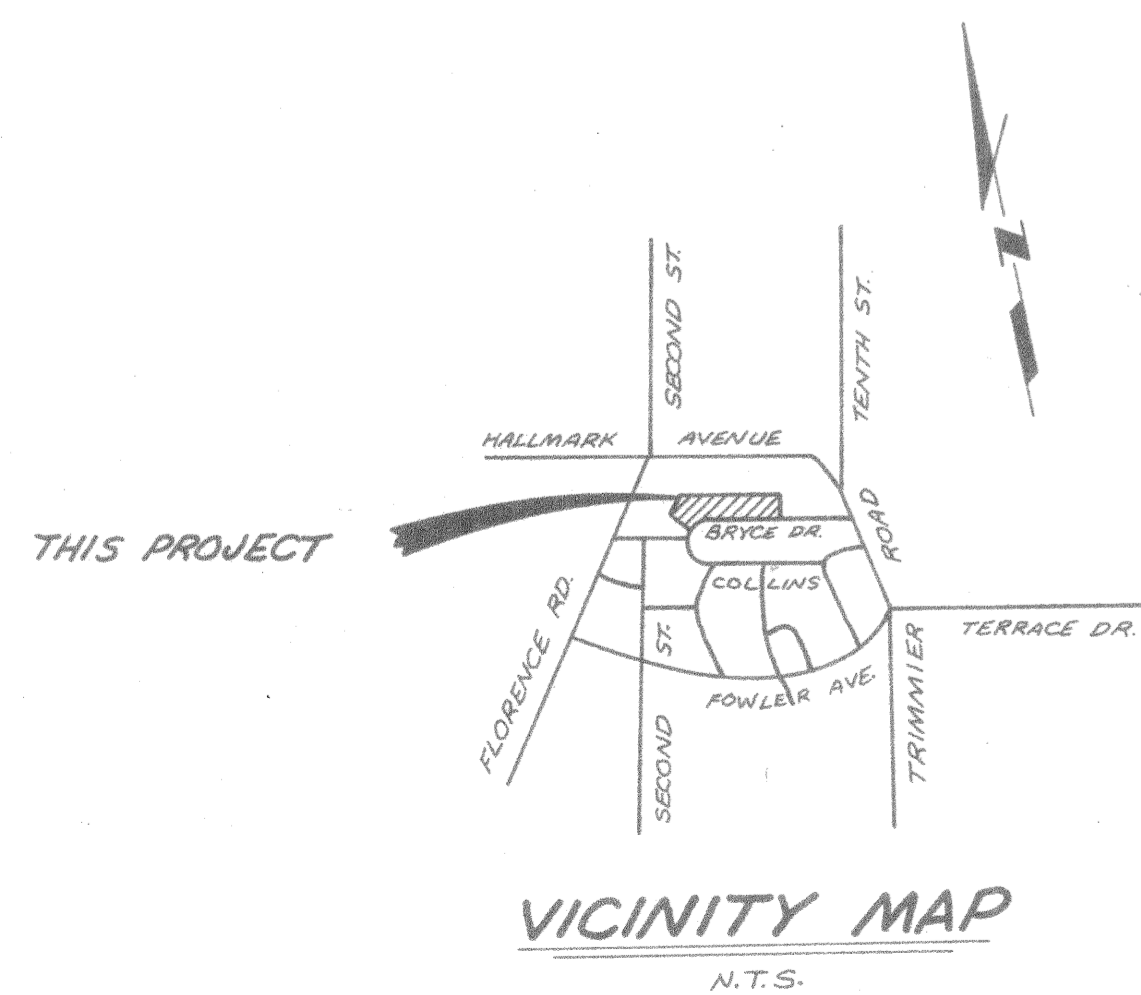 N
SECOND ST.
TENTH ST.
HALLMARK AVENUE
THIS PROJECT
BRYCE DR.
ROAD
COLLINS
FLORENCE RD.
ST.
TERRACE DR.
FOWLER AVE.
TRIMMIER
SECOND
VICINITY MAP
N.T.S.